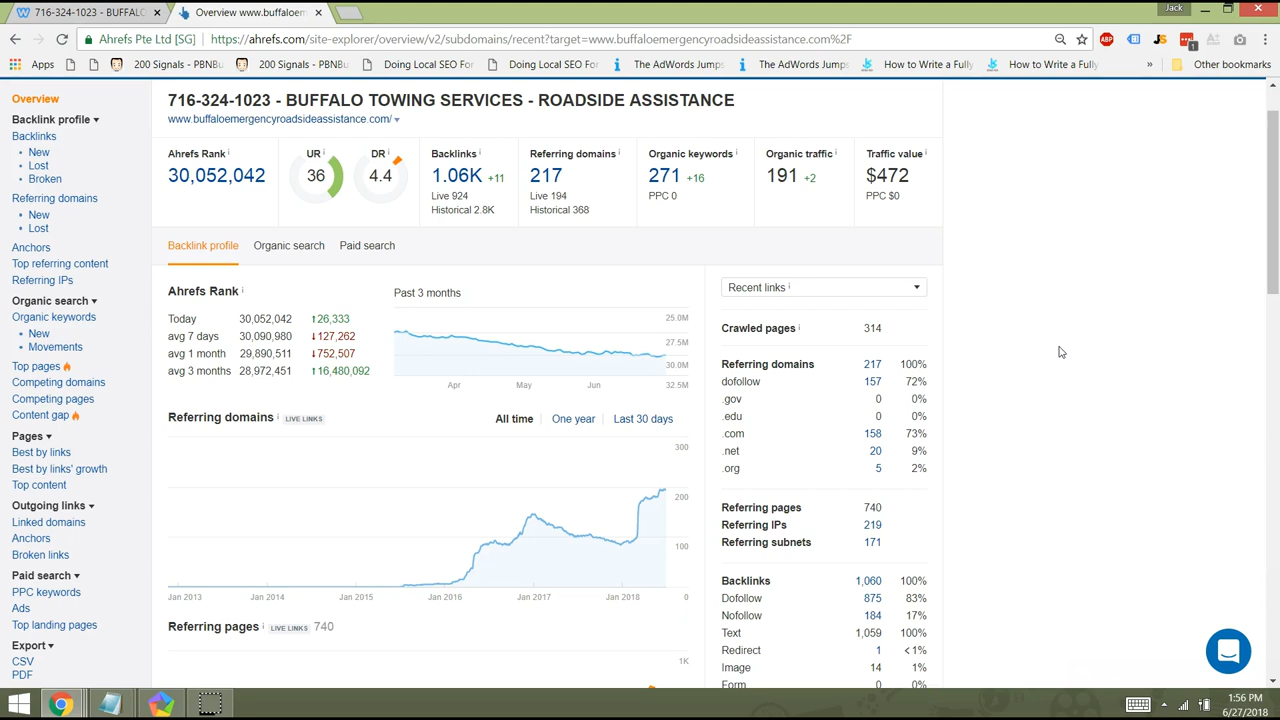 716-324-1023 - BUFFALO
Overview www.buffaloem
Jack
Ahrefs Pte Ltd [SG]
https://ahrefs.com/site-explorer/overview/v2/subdomains/recent?target=www.buffaloemergencyroadsideassistance.com%2F
ABP
JS
1
Apps
200 Signals - PBNBu
200 Signals - PBNBu
Doing Local SEO For
Doing Local SEO For
The AdWords Jumps
The AdWords Jumps
How to Write a Fully
How to Write a Fully
»
Other bookmarks
Overview
Backlink profile
Backlinks
New
Lost
Broken
Referring domains
New
Lost
Anchors
Top referring content
Referring IPs
Organic search
Organic keywords
New
Movements
Top pages
Competing domains
Competing pages
Content gap
Pages
Best by links
Best by links' growth
Top content
Outgoing links
Linked domains
Anchors
Broken links
Paid search
PPC keywords
Ads
Top landing pages
Export
CSV
PDF
716-324-1023 - BUFFALO TOWING SERVICES - ROADSIDE ASSISTANCE
www.buffaloemergencyroadsideassistance.com/
Ahrefs Rank i
30,052,042
UR i
36
DR i
4.4
Backlinks i
1.06K +11
Live 924
Historical 2.8K
Referring domains i
217
Live 194
Historical 368
Organic keywords i
271 +16
PPC 0
Organic traffic i
191 +2
Traffic value i
$472
PPC $0
Backlink profile
Organic search
Paid search
Ahrefs Rank i
Today 30,052,042 ↑26,333
avg 7 days 30,090,980 ↓127,262
avg 1 month 29,890,511 ↓752,507
avg 3 months 28,972,451 ↑16,480,092
Past 3 months
25.0M
27.5M
30.0M
32.5M
Apr May Jun
Referring domains i LIVE LINKS
All time
One year
Last 30 days
300
200
100
0
Jan 2013 Jan 2014 Jan 2015 Jan 2016 Jan 2017 Jan 2018
Referring pages i LIVE LINKS 740
1K
Recent links i
Crawled pages i 314
Referring domains 217 100%
dofollow 157 72%
.gov 0 0%
.edu 0 0%
.com 158 73%
.net 20 9%
.org 5 2%
Referring pages 740
Referring IPs 219
Referring subnets 171
Backlinks 1,060 100%
Dofollow 875 83%
Nofollow 184 17%
Text 1,059 100%
Redirect 1 <1%
Image 14 1%
Form 0 0%
1:56 PM
6/27/2018